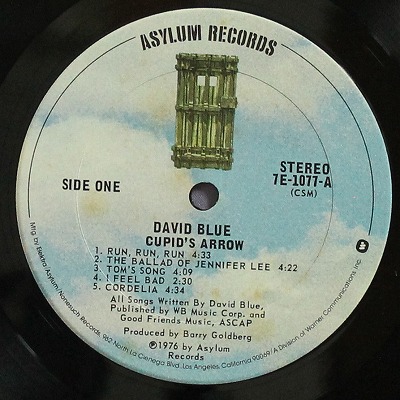 ASYLUM RECORDS
STEREO
7E-1077-A
(CSM)
SIDE ONE
DAVID BLUE
CUPID'S ARROW
1. RUN, RUN, RUN 4:33
2. THE BALLAD OF JENNIFER LEE 4:22
3. TOM'S SONG 4:09
4. I FEEL BAD 2:30
5. CORDELIA 4:34
All Songs Written By David Blue,
Published by WB Music Corp. and
Good Friends Music, ASCAP
Produced by Barry Goldberg
℗©1976 by Asylum
Records
Mfg. by Elektra/Asylum/Nonesuch Records, 962 North La Cienega Blvd. Los Angeles, California 90069/A Division of Warner Communications Inc.